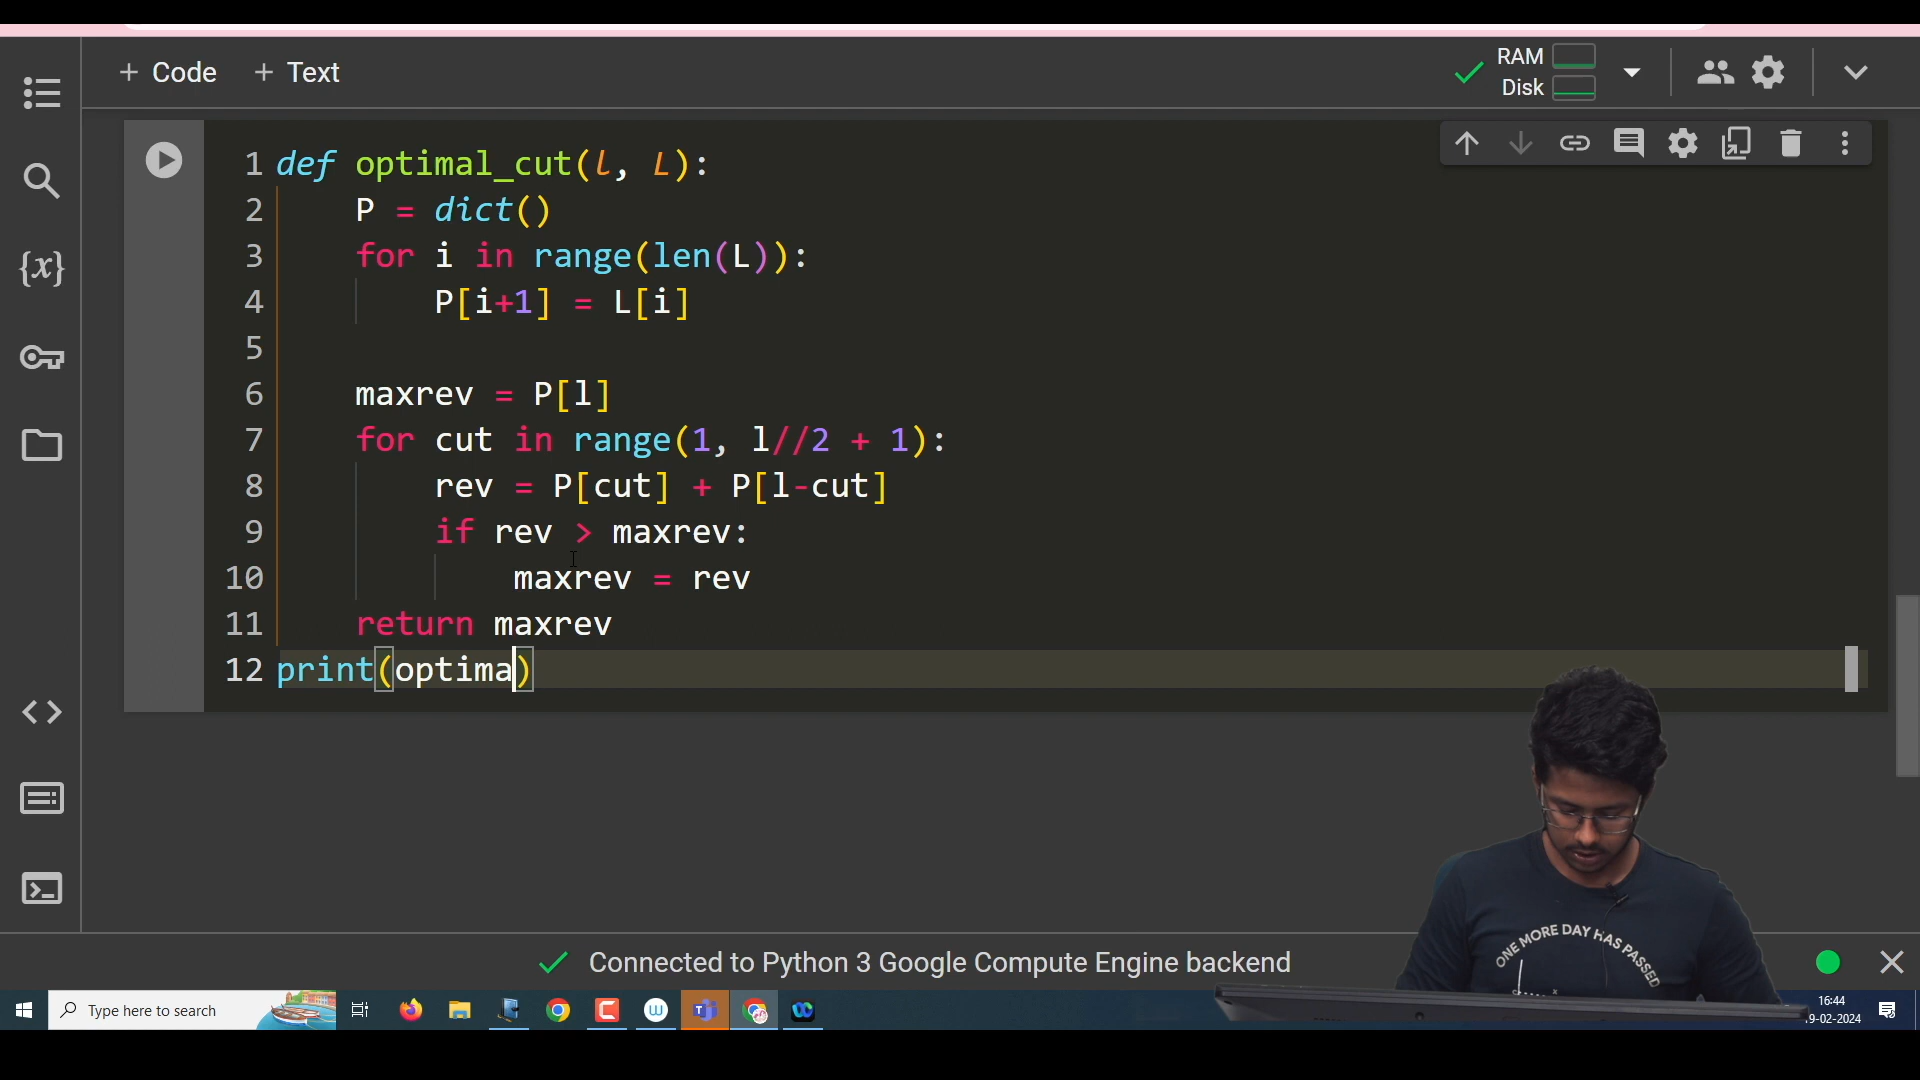 + Code + Text
RAM
Disk
{x}
1 def optimal_cut(l, L):
2 P = dict()
3 for i in range(len(L)):
4 P[i+1] = L[i]
5
6 maxrev = P[l]
7 for cut in range(1, l//2 + 1):
8 rev = P[cut] + P[l-cut]
9 if rev > maxrev:
10 maxrev = rev
11 return maxrev
12 print(optima)
ONE MORE DAY HAS PASSED
Connected to Python 3 Google Compute Engine backend
Type here to search
16:44
9-02-2024